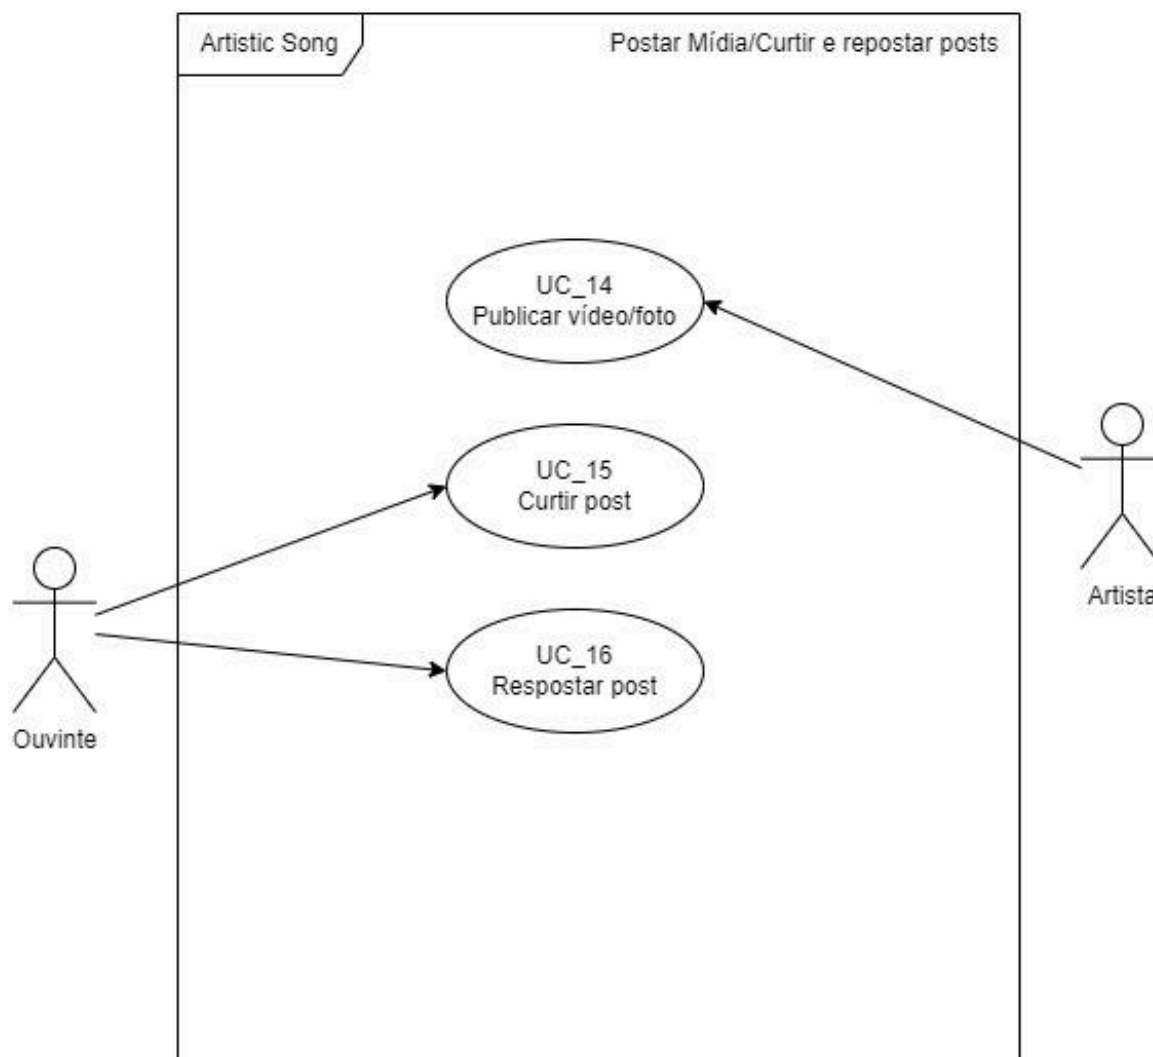 Artistic Song
Postar Mídia/Curtir e repostar posts
UC_14
Publicar vídeo/foto
UC_15
Curtir post
Artista
UC_16
Respostar post
Ouvinte